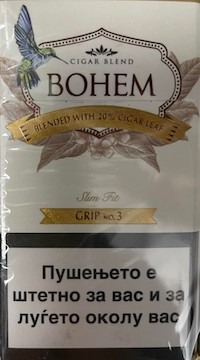 CIGAR BLEND
BOHEM
BLENDED WITH 20% CIGAR LEAF
Slim Fit
GRIP NO.3
Пушењето е
штетно за вас и за
луѓето околу вас